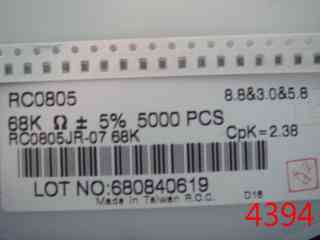 RC0805
8.8&3.0&5.8
68K Ω ± 5% 5000 PCS
RC0805JR-07 68K
CpK=2.38
LOT NO:680840619
Made in Taiwan R.O.C.
D16
4394